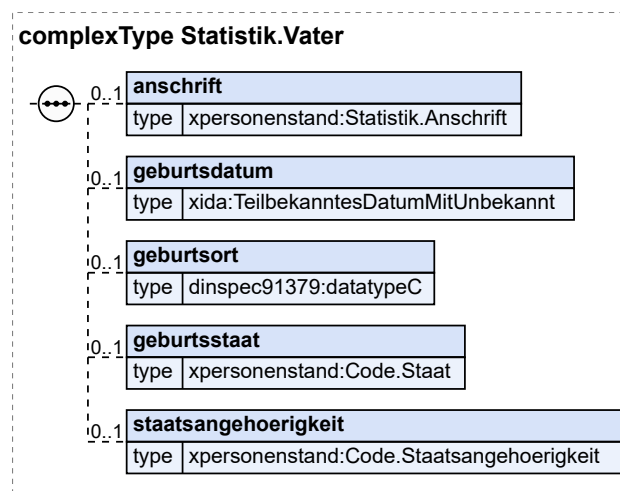 complexType Statistik.Vater
0..1 anschrift
type xpersonenstand:Statistik.Anschrift
0..1 geburtsdatum
type xida:TeilbekanntesDatumMitUnbekannt
0..1 geburtsort
type dinspec91379:datatypeC
0..1 geburtsstaat
type xpersonenstand:Code.Staat
0..1 staatsangehoerigkeit
type xpersonenstand:Code.Staatsangehoerigkeit